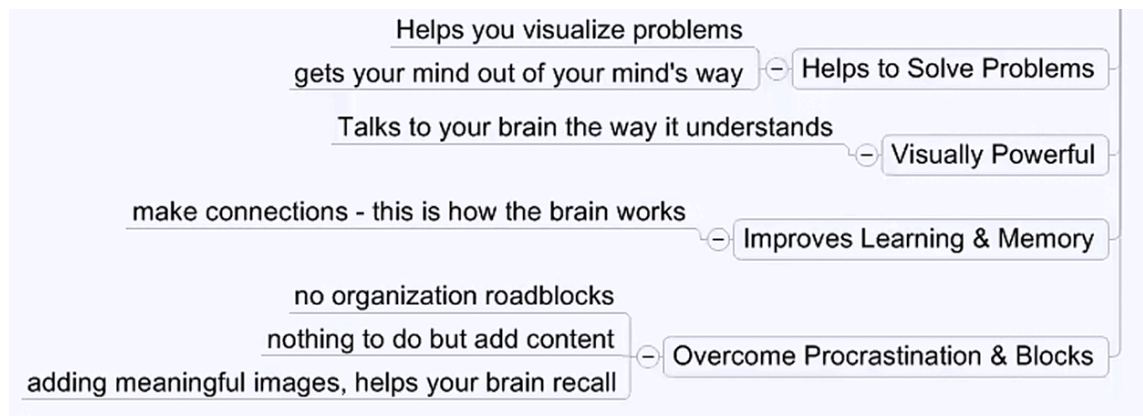 Helps you visualize problems
gets your mind out of your mind's way
Helps to Solve Problems
Talks to your brain the way it understands
Visually Powerful
make connections - this is how the brain works
Improves Learning & Memory
no organization roadblocks
nothing to do but add content
adding meaningful images, helps your brain recall
Overcome Procrastination & Blocks